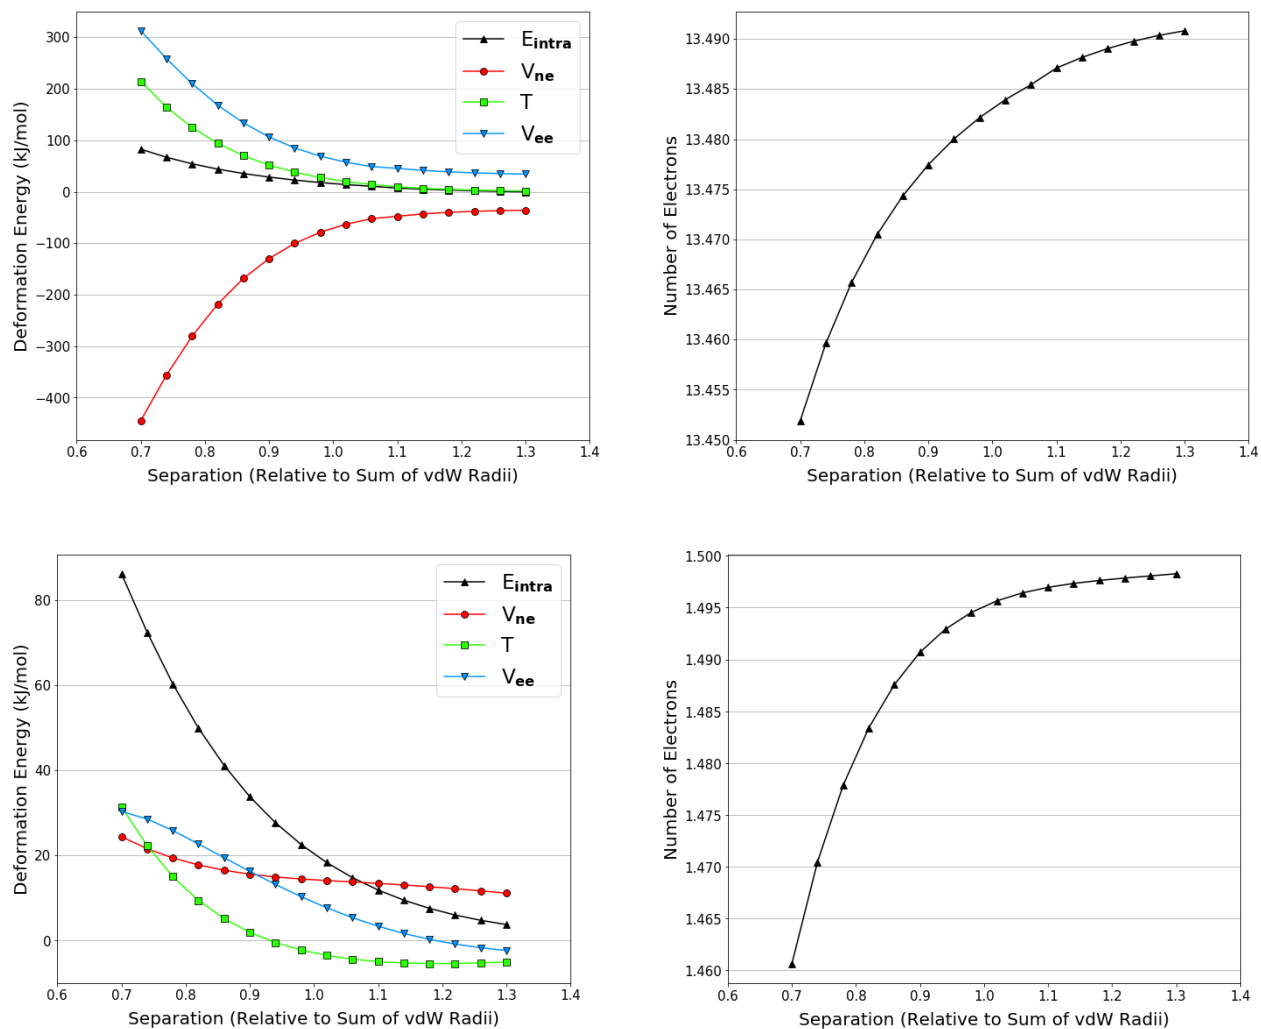 300
200
100
0
−100
−200
−300
−400
0.6 0.7 0.8 0.9 1.0 1.1 1.2 1.3 1.4
Deformation Energy (kJ/mol)
Separation (Relative to Sum of vdW Radii)
E_intra
V_ne
T
V_ee
13.490
13.485
13.480
13.475
13.470
13.465
13.460
13.455
13.450
0.6 0.7 0.8 0.9 1.0 1.1 1.2 1.3 1.4
Number of Electrons
Separation (Relative to Sum of vdW Radii)
80
60
40
20
0
0.6 0.7 0.8 0.9 1.0 1.1 1.2 1.3 1.4
Deformation Energy (kJ/mol)
Separation (Relative to Sum of vdW Radii)
E_intra
V_ne
T
V_ee
1.500
1.495
1.490
1.485
1.480
1.475
1.470
1.465
1.460
0.6 0.7 0.8 0.9 1.0 1.1 1.2 1.3 1.4
Number of Electrons
Separation (Relative to Sum of vdW Radii)